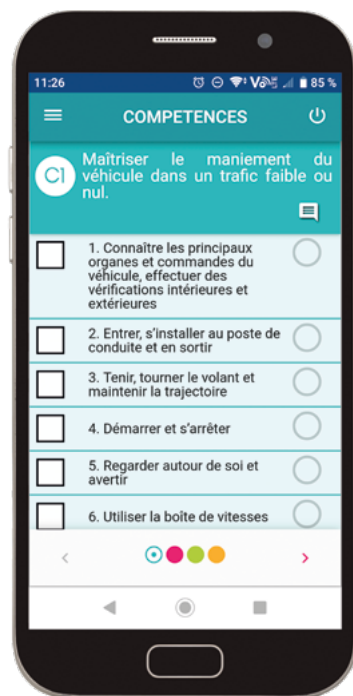 11:26
85 %
COMPETENCES
C1
Maîtriser le maniement du
véhicule dans un trafic faible ou
nul.
1. Connaître les principaux
organes et commandes du
véhicule, effectuer des
vérifications intérieures et
extérieures
2. Entrer, s'installer au poste de
conduite et en sortir
3. Tenir, tourner le volant et
maintenir la trajectoire
4. Démarrer et s'arrêter
5. Regarder autour de soi et
avertir
6. Utiliser la boîte de vitesses